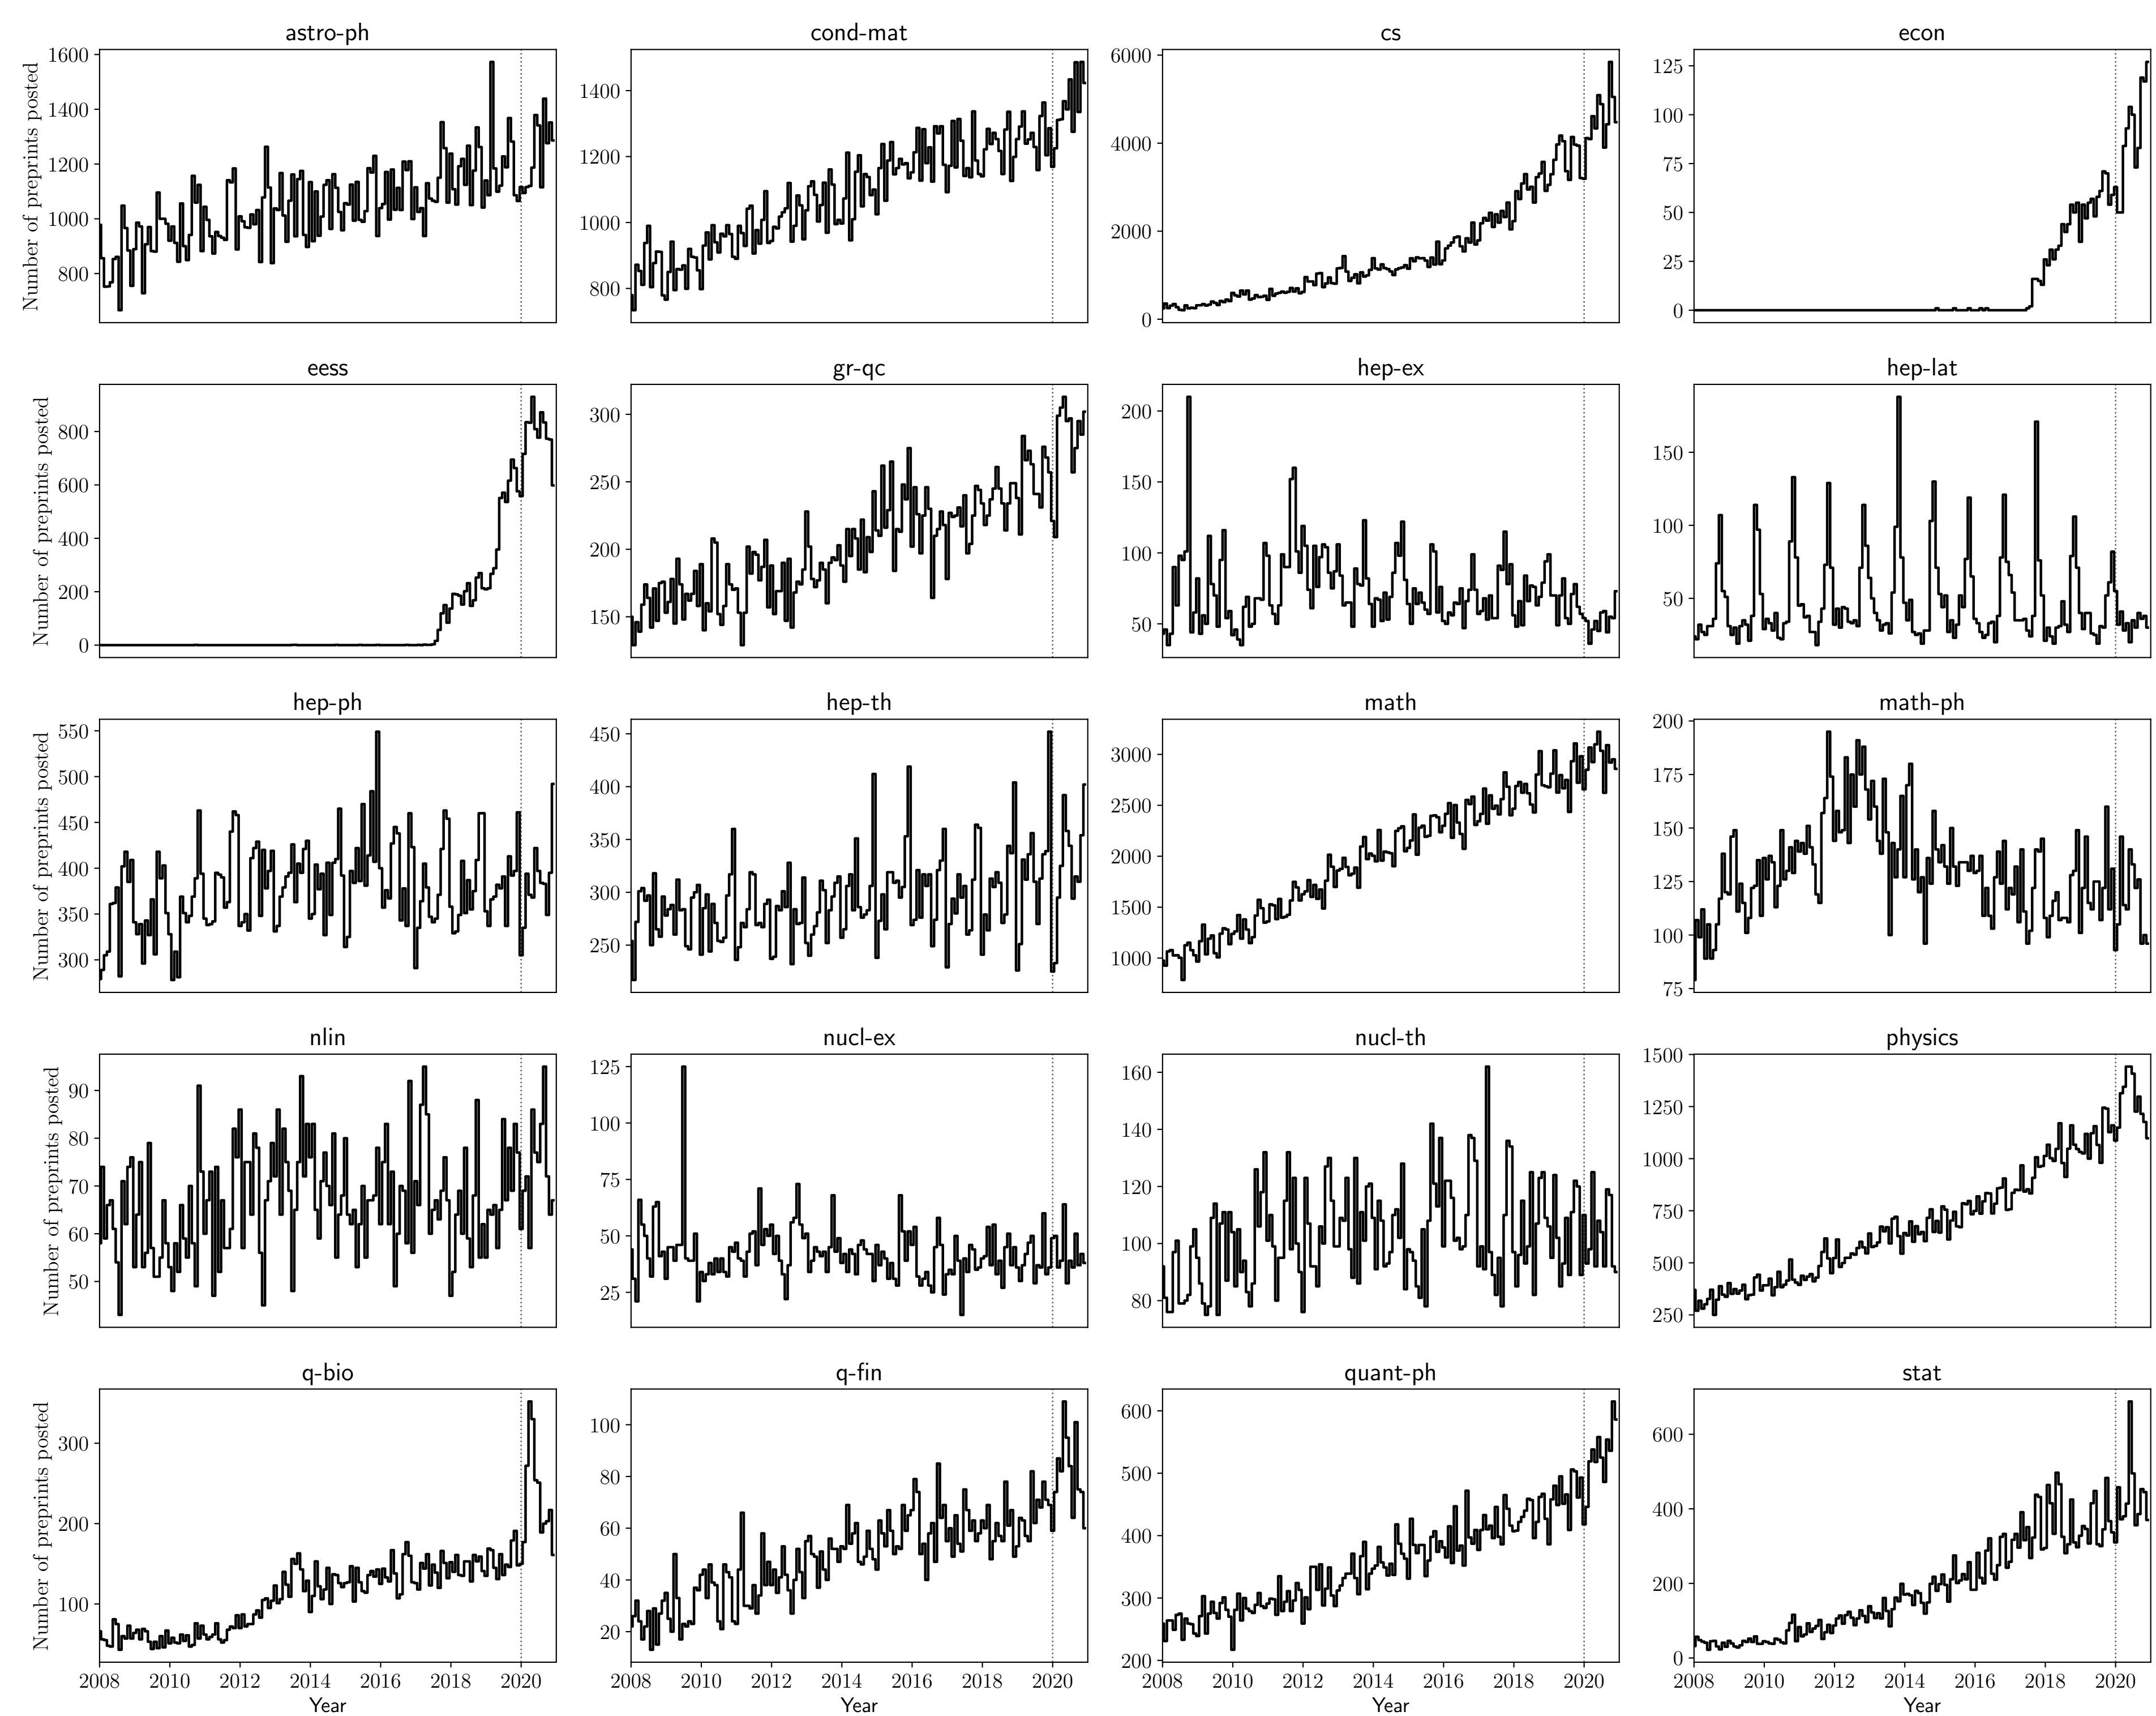 astro-ph
cond-mat
cs
econ
Number of preprints posted
1600
1400
1200
1000
800
1400
1200
1000
800
6000
4000
2000
0
125
100
75
50
25
0
eess
gr-qc
hep-ex
hep-lat
Number of preprints posted
800
600
400
200
0
300
250
200
150
200
150
100
50
150
100
50
hep-ph
hep-th
math
math-ph
Number of preprints posted
550
500
450
400
350
300
450
400
350
300
250
3000
2500
2000
1500
1000
200
175
150
125
100
75
nlin
nucl-ex
nucl-th
physics
Number of preprints posted
90
80
70
60
50
125
100
75
50
25
160
140
120
100
80
1500
1250
1000
750
500
250
q-bio
q-fin
quant-ph
stat
Number of preprints posted
300
200
100
100
80
60
40
20
600
500
400
300
200
600
400
200
0
2008 2010 2012 2014 2016 2018 2020
2008 2010 2012 2014 2016 2018 2020
2008 2010 2012 2014 2016 2018 2020
2008 2010 2012 2014 2016 2018 2020
Year
Year
Year
Year